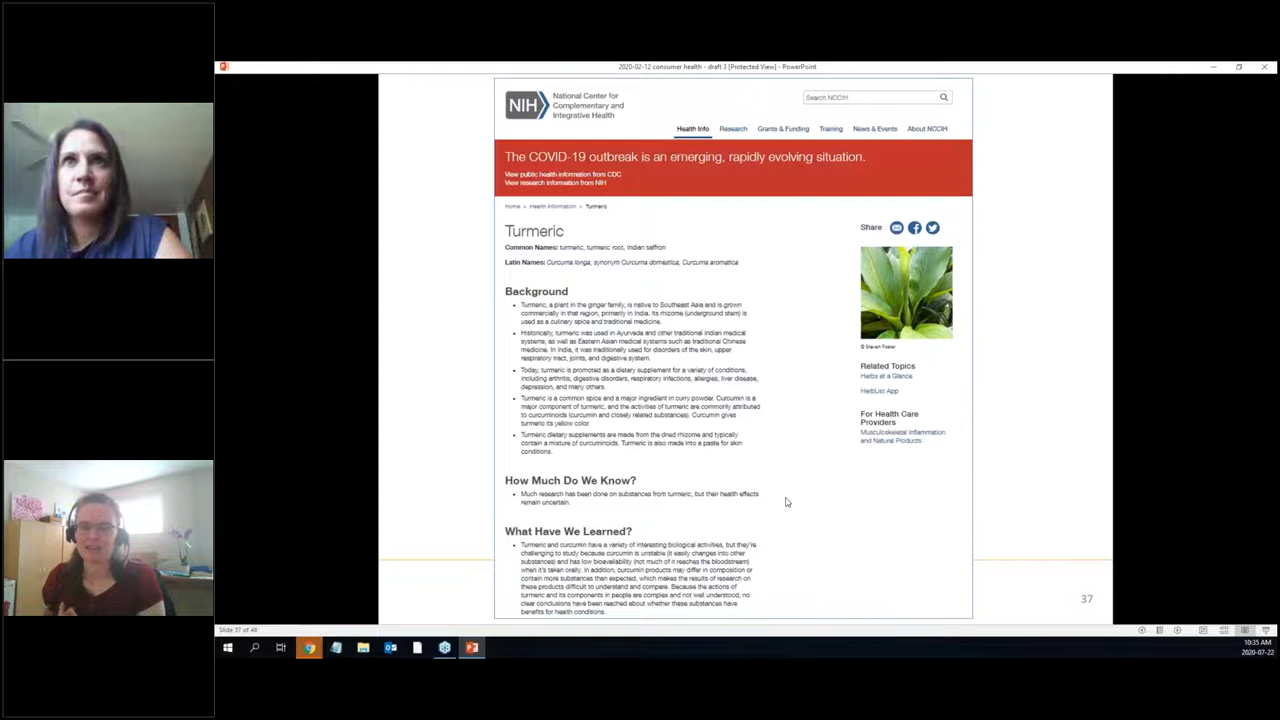 2020-02-12 consumer health - draft 3 [Protected View] - PowerPoint
NIH
National Center for
Complementary and
Integrative Health
Search NCCIH
Health Info Research Grants & Funding Training News & Events About NCCIH
The COVID-19 outbreak is an emerging, rapidly evolving situation.
View public health information from CDC
View research information from NIH
Home > Health Information > Turmeric
Turmeric
Common Names: turmeric, turmeric root, Indian saffron
Latin Names: Curcuma longa, synonym Curcuma domestica; Curcuma aromatica
Background
• Turmeric, a plant in the ginger family, is native to Southeast Asia and is grown
commercially in that region, primarily in India. Its rhizome (underground stem) is
used as a culinary spice and traditional medicine.
• Historically, turmeric was used in Ayurveda and other traditional Indian medical
systems, as well as Eastern Asian medical systems such as traditional Chinese
medicine. In India, it was traditionally used for disorders of the skin, upper
respiratory tract, joints, and digestive system.
• Today, turmeric is promoted as a dietary supplement for a variety of conditions,
including arthritis, digestive disorders, respiratory infections, allergies, liver disease,
depression, and many others.
• Turmeric is a common spice and a major ingredient in curry powder. Curcumin is a
major component of turmeric, and the activities of turmeric are commonly attributed
to curcuminoids (curcumin and closely related substances). Curcumin gives
turmeric its yellow color.
• Turmeric dietary supplements are made from the dried rhizome and typically
contain a mixture of curcuminoids. Turmeric is also made into a paste for skin
conditions.
How Much Do We Know?
• Much research has been done on substances from turmeric, but their health effects
remain uncertain.
What Have We Learned?
• Turmeric and curcumin have a variety of interesting biological activities, but they're
challenging to study because curcumin is unstable (it easily changes into other
substances) and has low bioavailability (not much of it reaches the bloodstream)
when it's taken orally. In addition, curcumin products may differ in composition or
contain more substances than expected, which makes the results of research on
these products difficult to understand and compare. Because the actions of
turmeric and its components in people are complex and not well understood, no
clear conclusions have been reached about whether these substances have
benefits for health conditions.
Share
© Steven Foster
Related Topics
Herbs at a Glance
HerbList App
For Health Care
Providers
Musculoskeletal Inflammation
and Natural Products
37
Slide 37 of 48
10:35 AM
2020-07-22